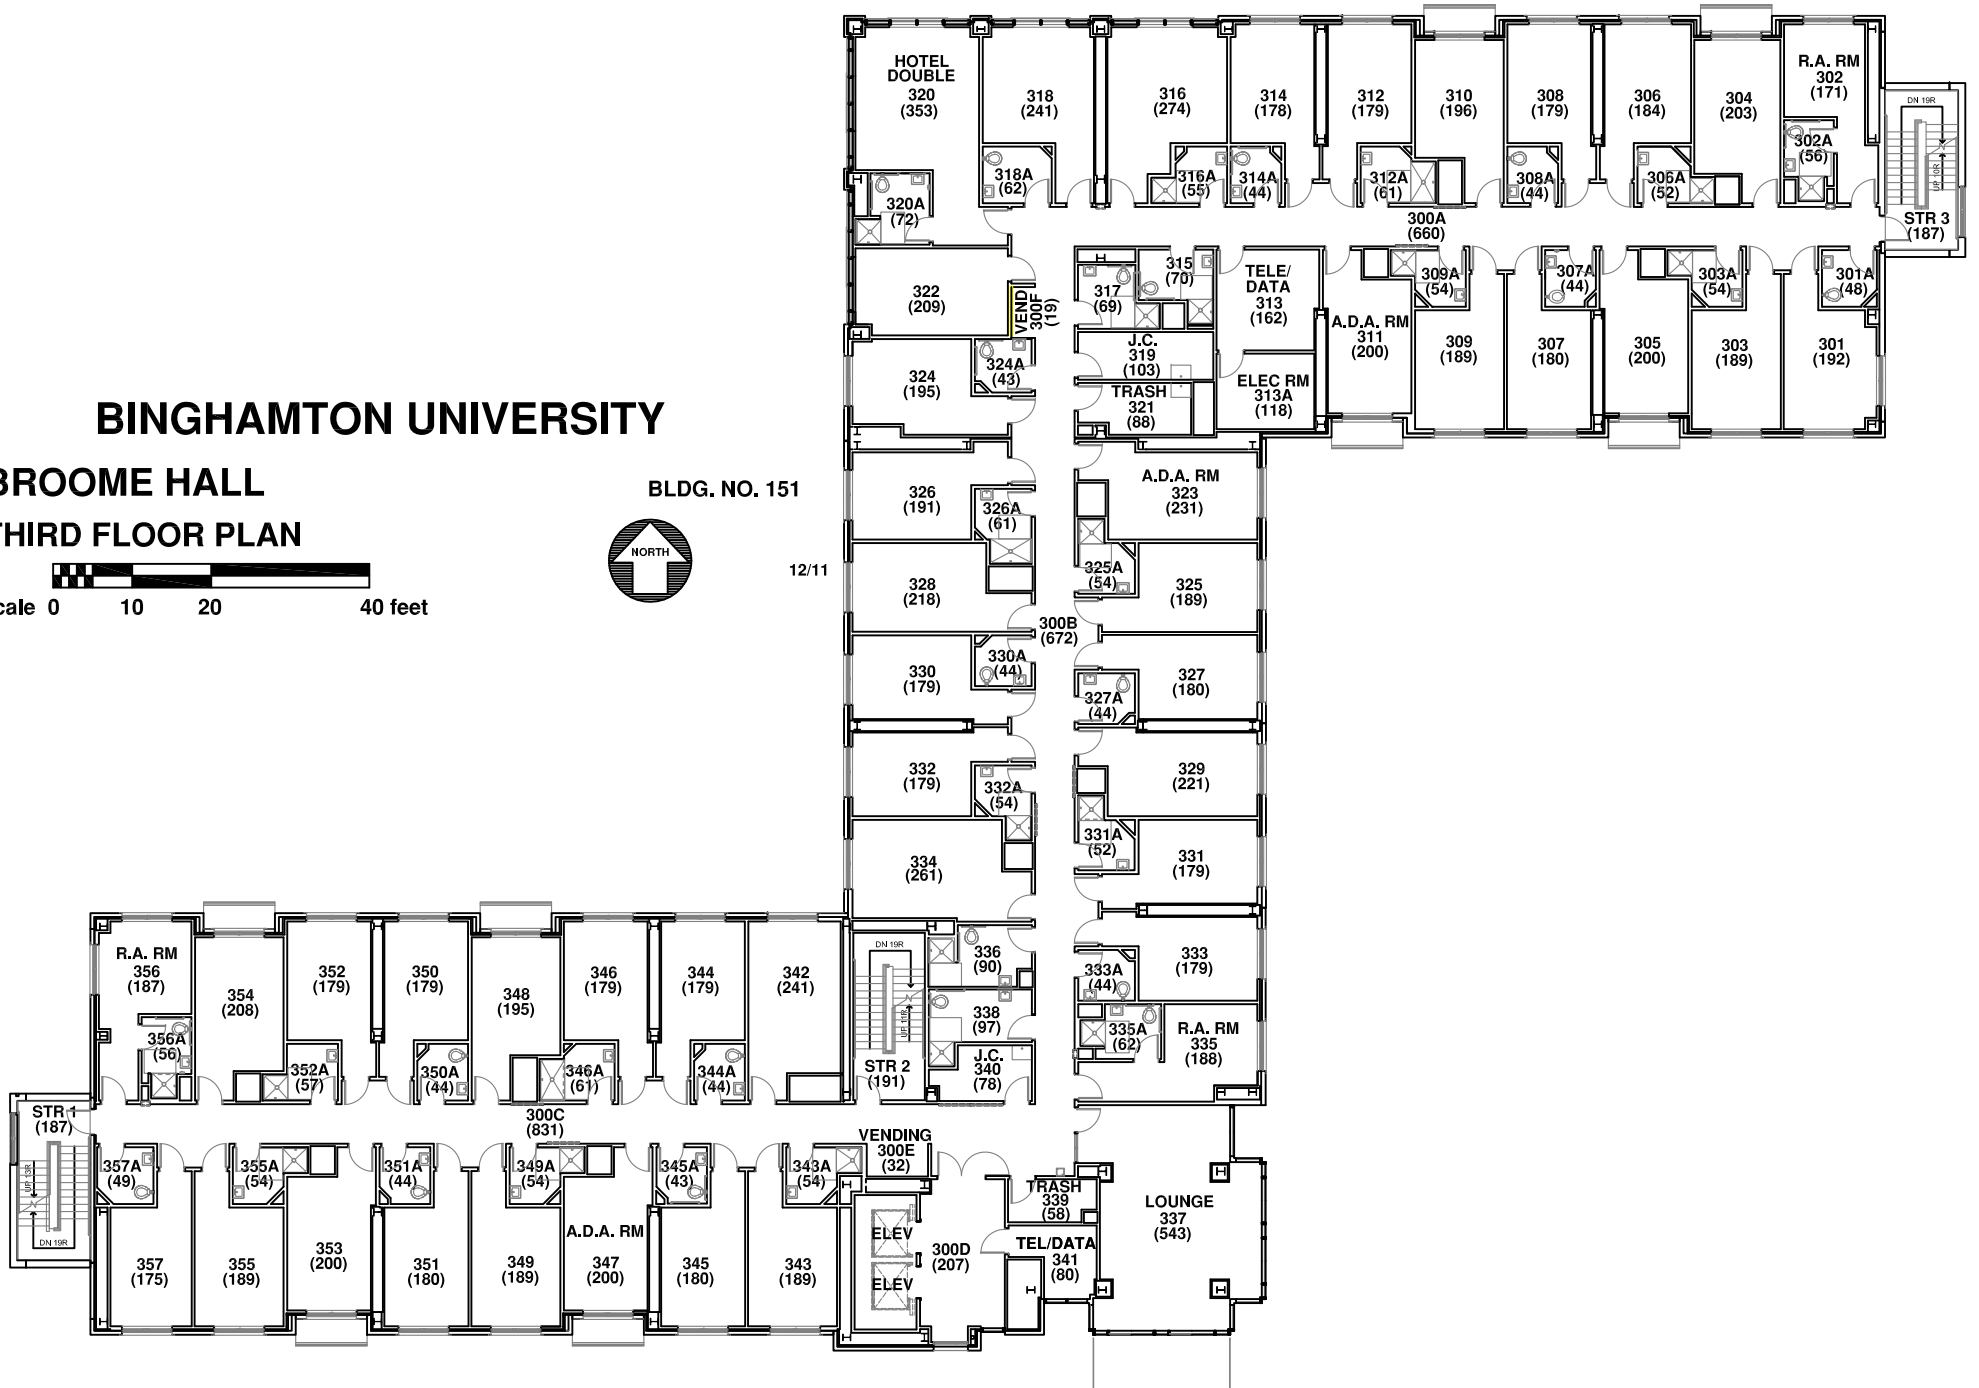 BINGHAMTON UNIVERSITY
BROOME HALL
THIRD FLOOR PLAN
cale 0 10 20 40 feet
BLDG. NO. 151
NORTH
12/11
HOTEL
DOUBLE
320
(353)
318
(241)
316
(274)
314
(178)
312
(179)
310
(196)
308
(179)
306
(184)
304
(203)
R.A. RM
302
(171)
DN 19R
UP 10R
STR 3
(187)
320A
(72)
318A
(62)
316A
(55)
314A
(44)
312A
(61)
308A
(44)
306A
(52)
302A
(56)
300A
(660)
322
(209)
VEND
300F
(19)
317
(69)
315
(70)
TELE/
DATA
313
(162)
A.D.A. RM
311
(200)
309A
(54)
309
(189)
307A
(44)
307
(180)
305
(200)
303A
(54)
303
(189)
301A
(48)
301
(192)
324
(195)
324A
(43)
J.C.
319
(103)
TRASH
321
(88)
ELEC RM
313A
(118)
326
(191)
326A
(61)
A.D.A. RM
323
(231)
328
(218)
325A
(54)
325
(189)
300B
(672)
330
(179)
330A
(44)
327A
(44)
327
(180)
332
(179)
332A
(54)
329
(221)
334
(261)
331A
(52)
331
(179)
336
(90)
333A
(44)
333
(179)
338
(97)
335A
(62)
R.A. RM
335
(188)
J.C.
340
(78)
DN 19R
UP 11R
STR 2
(191)
R.A. RM
356
(187)
354
(208)
352
(179)
350
(179)
348
(195)
346
(179)
344
(179)
342
(241)
356A
(56)
352A
(57)
350A
(44)
346A
(61)
344A
(44)
STR 1
(187)
UP 13R
DN 19R
300C
(831)
VENDING
300E
(32)
357A
(49)
355A
(54)
351A
(44)
349A
(54)
345A
(43)
343A
(54)
357
(175)
355
(189)
353
(200)
351
(180)
349
(189)
A.D.A. RM
347
(200)
345
(180)
343
(189)
ELEV
ELEV
300D
(207)
TRASH
339
(58)
TEL/DATA
341
(80)
LOUNGE
337
(543)